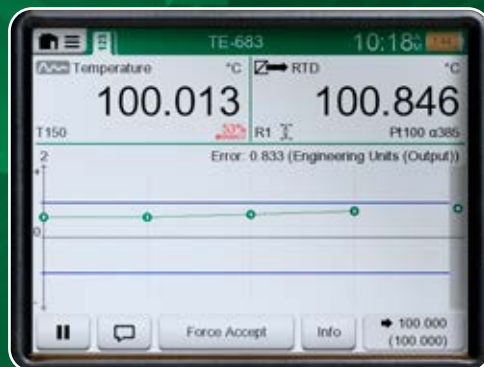 TE-683 10:18
Temperature °C RTD °C
100.013 100.846
T150 53% R1 Pt100 α385
2 Error: 0.833 (Engineering Units (Output))
0
Force Accept Info 100.000
(100.000)